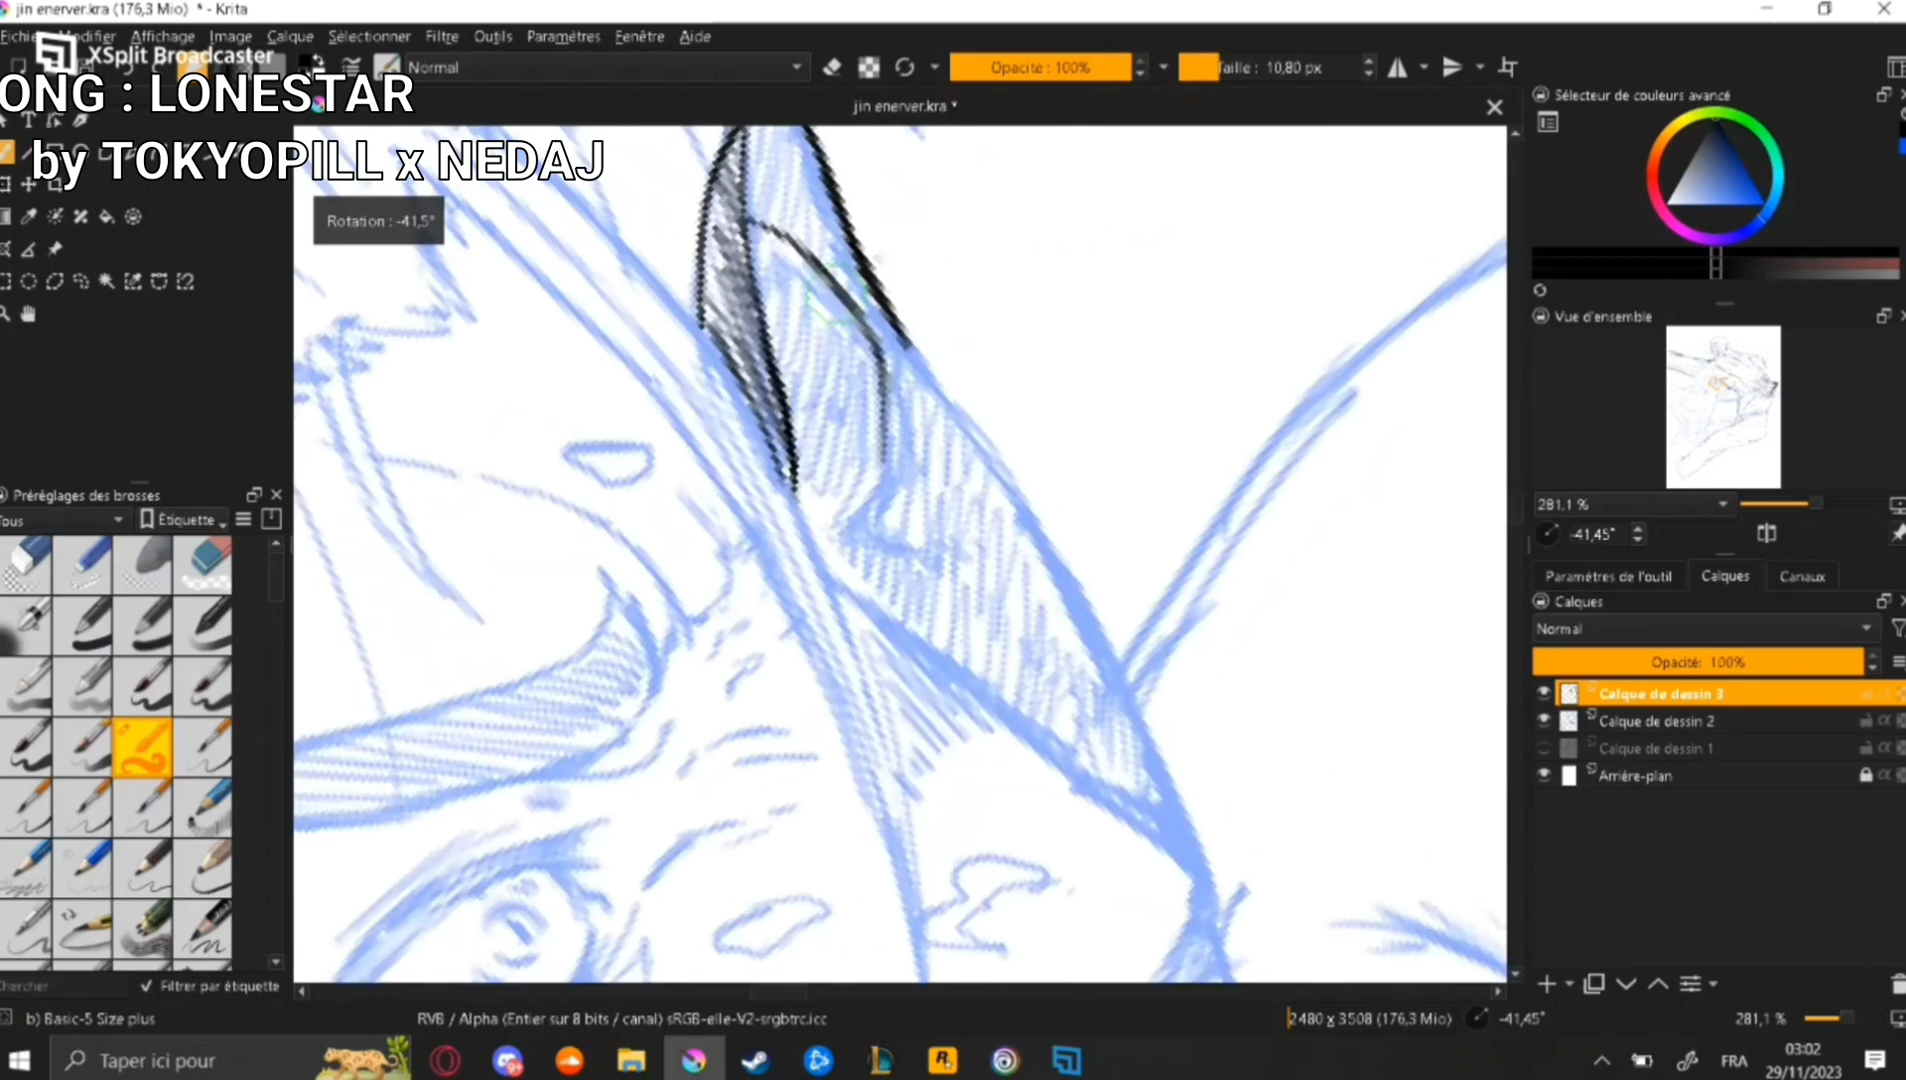 jin enerver.kra (176,3 Mio) * - Krita
Fichier Modifier Affichage Image Calque Sélectionner Filtre Outils Paramètres Fenêtre Aide
XSplit Broadcaster
Normal Opacité : 100% Taille : 10,80 px
ONG : LONESTAR
by TOKYOPILL x NEDAJ
jin enerver.kra *
Rotation : -41,5°
Sélecteur de couleurs avancé
Vue d'ensemble
281,1 %
-41,45°
Paramètres de l'outil Calques Canaux
Calques
Normal
Opacité: 100%
Calque de dessin 3
Calque de dessin 2
Calque de dessin 1
Arrière-plan
Préréglages des brosses
Tous Étiquette
Chercher Filtrer par étiquette
b) Basic-5 Size plus RVB / Alpha (Entier sur 8 bits / canal) sRGB-elle-V2-srgbtrc.icc 2480 x 3508 (176,3 Mio) -41,45° 281,1 %
Taper ici pour
FRA
03:02
29/11/2023